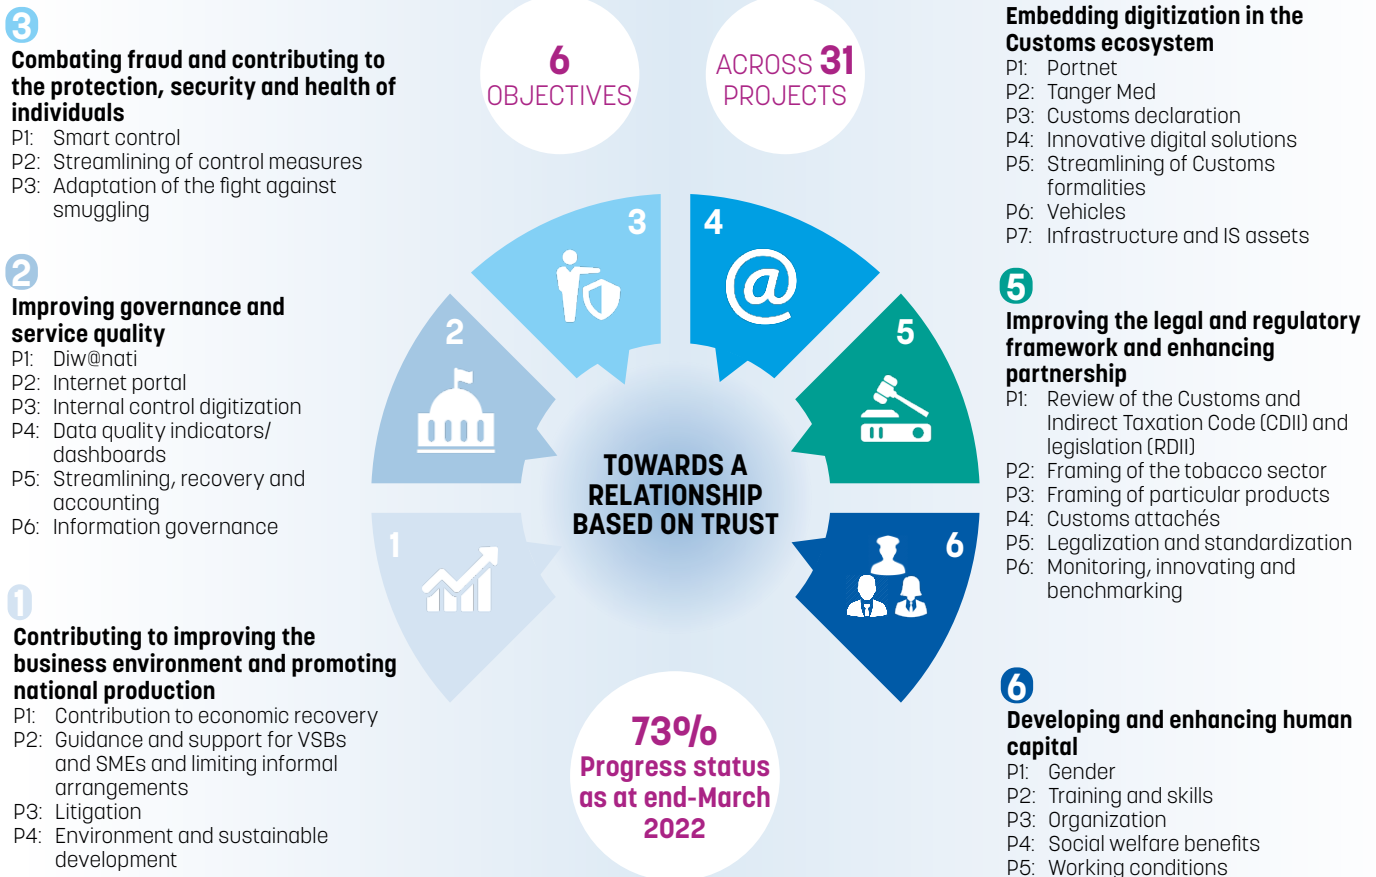 3
Combating fraud and contributing to
the protection, security and health of
individuals
P1: Smart control
P2: Streamlining of control measures
P3: Adaptation of the fight against
smuggling
2
Improving governance and
service quality
P1: Diw@nati
P2: Internet portal
P3: Internal control digitization
P4: Data quality indicators/
dashboards
P5: Streamlining, recovery and
accounting
P6: Information governance
1
Contributing to improving the
business environment and promoting
national production
P1: Contribution to economic recovery
P2: Guidance and support for VSBs
and SMEs and limiting informal
arrangements
P3: Litigation
P4: Environment and sustainable
development
6
OBJECTIVES
ACROSS 31
PROJECTS
3
4
@
2
5
1
6
TOWARDS A
RELATIONSHIP
BASED ON TRUST
73%
Progress status
as at end-March
2022
Embedding digitization in the
Customs ecosystem
P1: Portnet
P2: Tanger Med
P3: Customs declaration
P4: Innovative digital solutions
P5: Streamlining of Customs
formalities
P6: Vehicles
P7: Infrastructure and IS assets
5
Improving the legal and regulatory
framework and enhancing
partnership
P1: Review of the Customs and
Indirect Taxation Code (CDII) and
legislation (RDII)
P2: Framing of the tobacco sector
P3: Framing of particular products
P4: Customs attachés
P5: Legalization and standardization
P6: Monitoring, innovating and
benchmarking
6
Developing and enhancing human
capital
P1: Gender
P2: Training and skills
P3: Organization
P4: Social welfare benefits
P5: Working conditions